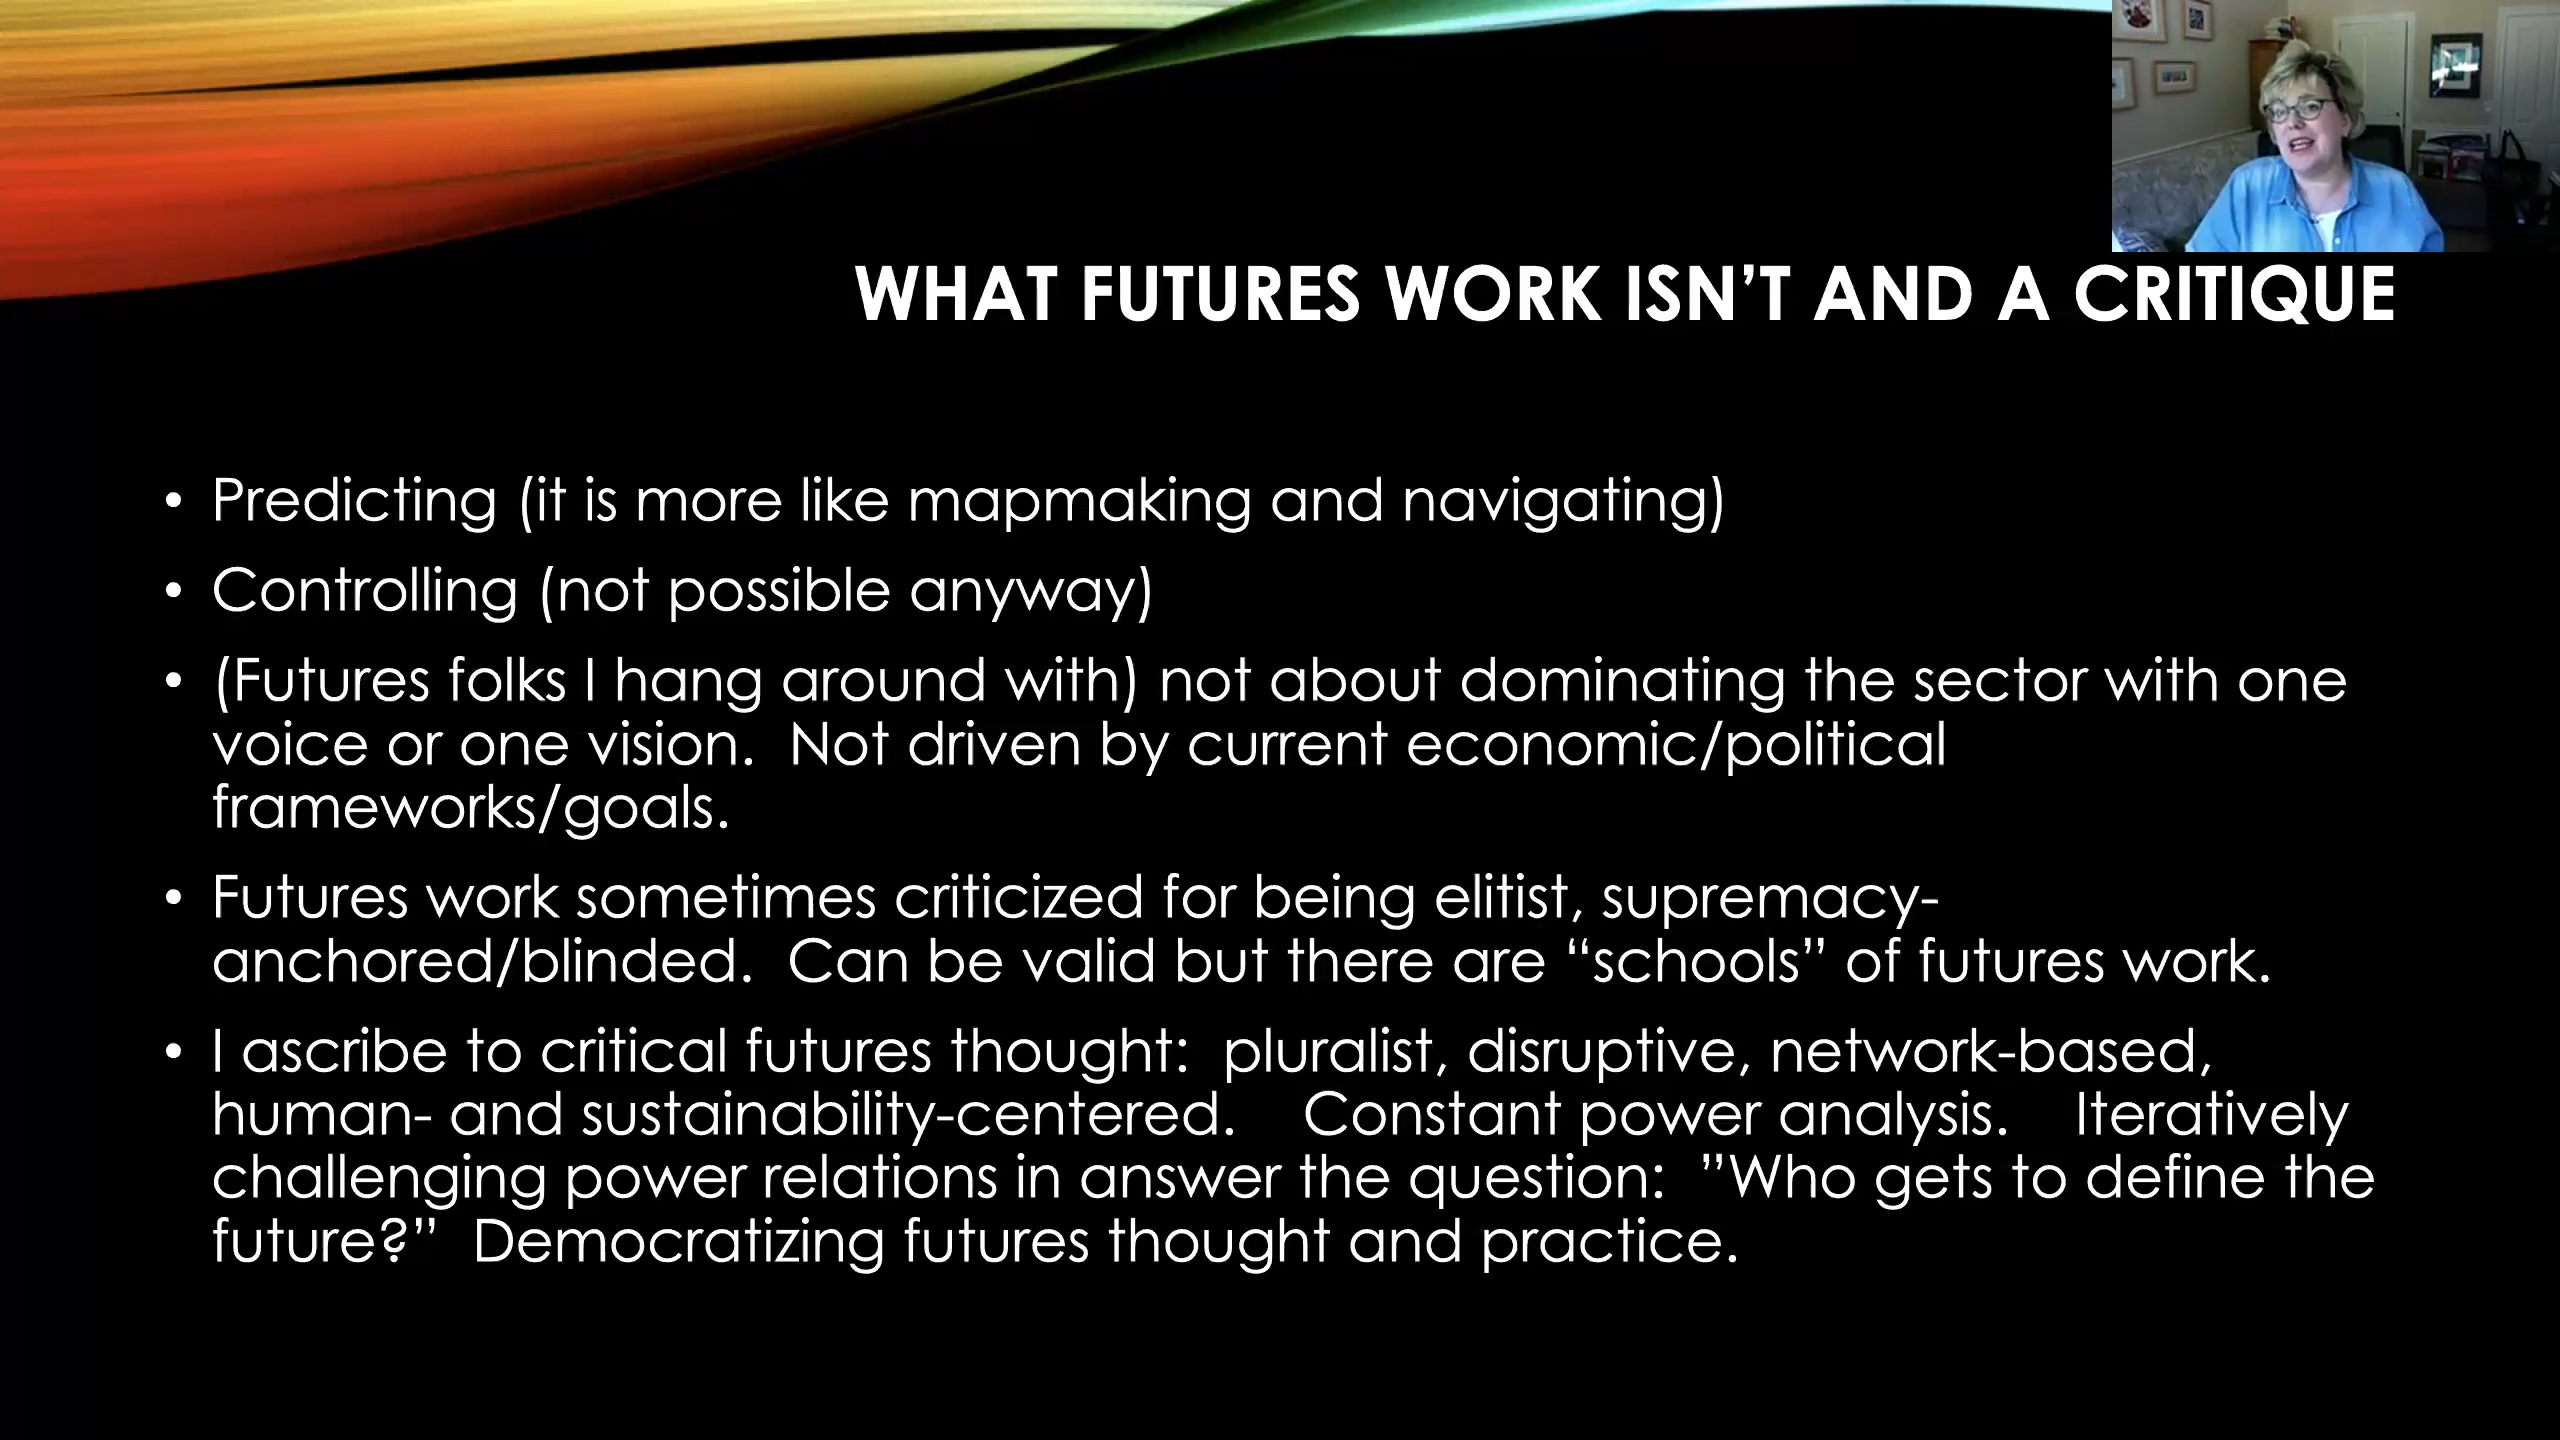 WHAT FUTURES WORK ISN’T AND A CRITIQUE
• Predicting (it is more like mapmaking and navigating)
• Controlling (not possible anyway)
• (Futures folks I hang around with) not about dominating the sector with one
voice or one vision.  Not driven by current economic/political
frameworks/goals.
• Futures work sometimes criticized for being elitist, supremacy-
anchored/blinded.  Can be valid but there are “schools” of futures work.
• I ascribe to critical futures thought:  pluralist, disruptive, network-based,
human- and sustainability-centered.    Constant power analysis.    Iteratively
challenging power relations in answer the question:  ”Who gets to define the
future?”  Democratizing futures thought and practice.